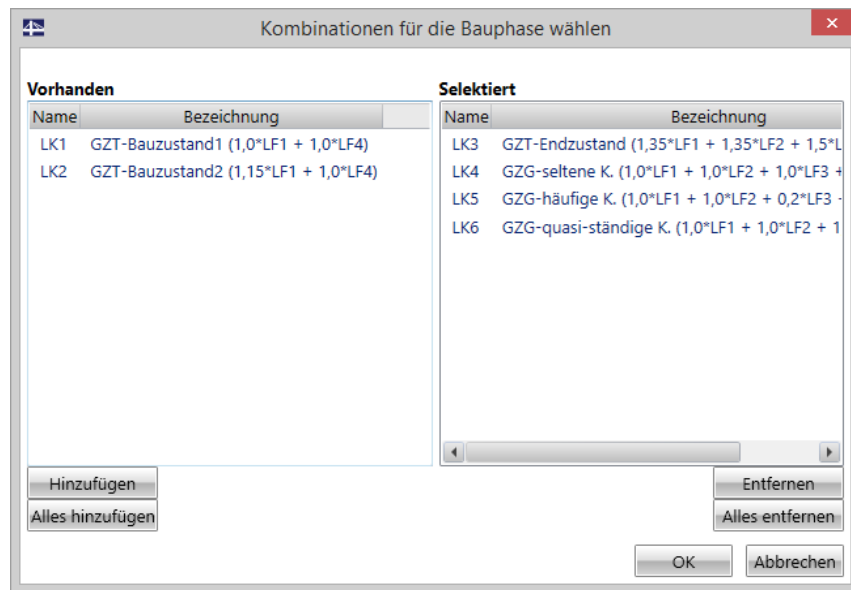 Kombinationen für die Bauphase wählen
Vorhanden
Name Bezeichnung
LK1 GZT-Bauzustand1 (1,0*LF1 + 1,0*LF4)
LK2 GZT-Bauzustand2 (1,15*LF1 + 1,0*LF4)
Hinzufügen
Alles hinzufügen
Selektiert
Name Bezeichnung
LK3 GZT-Endzustand (1,35*LF1 + 1,35*LF2 + 1,5*L
LK4 GZG-seltene K. (1,0*LF1 + 1,0*LF2 + 1,0*LF3 +
LK5 GZG-häufige K. (1,0*LF1 + 1,0*LF2 + 0,2*LF3 -
LK6 GZG-quasi-ständige K. (1,0*LF1 + 1,0*LF2 + 1
Entfernen
Alles entfernen
OK Abbrechen